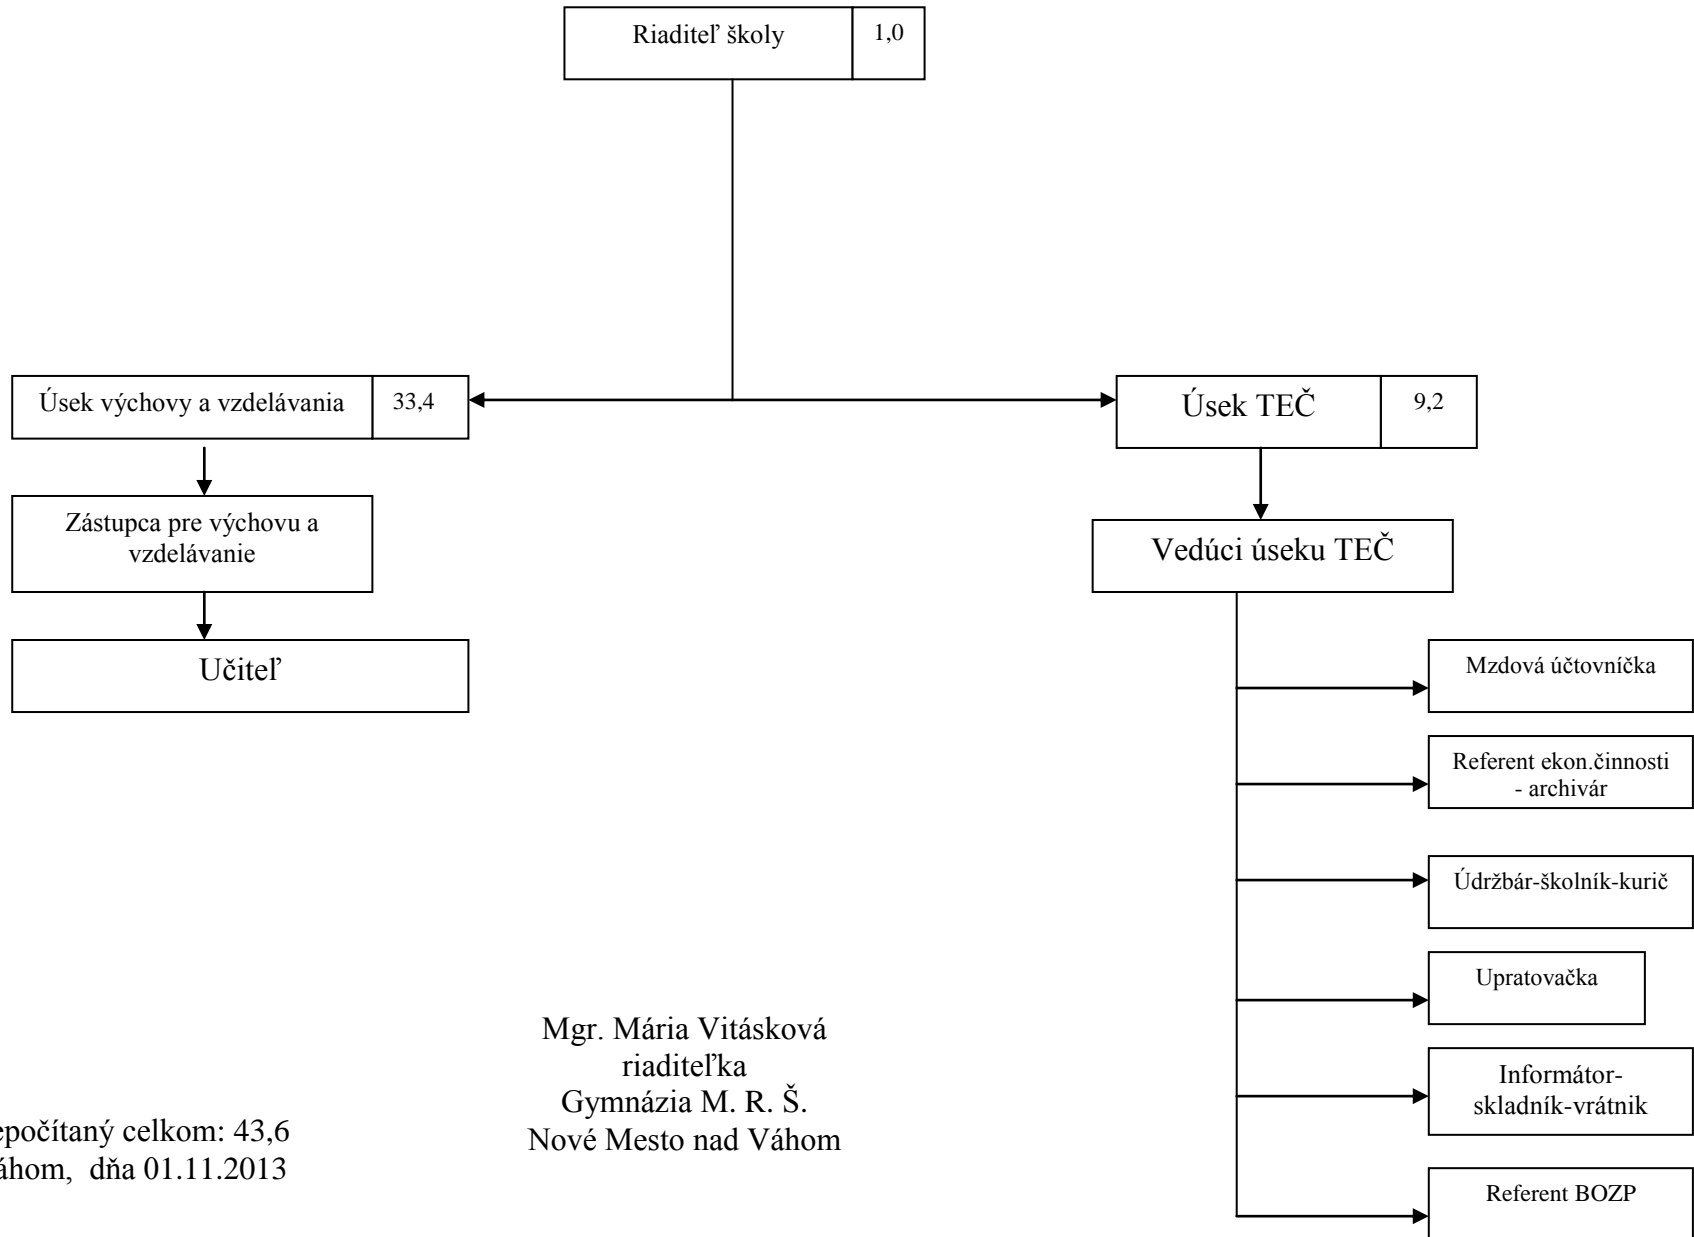 Riaditeľ školy
1,0
Úsek výchovy a vzdelávania
33,4
Úsek TEČ
9,2
Zástupca pre výchovu a
vzdelávanie
Vedúci úseku TEČ
Učiteľ
Mzdová účtovníčka
Referent ekon.činnosti
- archivár
Údržbár-školník-kurič
Upratovačka
Informátor-
skladník-vrátnik
Referent BOZP
Mgr. Mária Vitásková
riaditeľka
Gymnázia M. R. Š.
Nové Mesto nad Váhom
epočítaný celkom: 43,6
áhom, dňa 01.11.2013